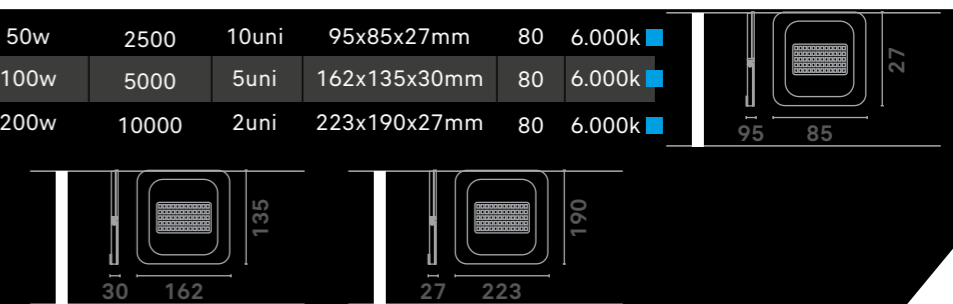 50w 2500 10uni 95x85x27mm 80 6.000k
100w 5000 5uni 162x135x30mm 80 6.000k
200w 10000 2uni 223x190x27mm 80 6.000k
27
95 85
135
30 162
190
27 223